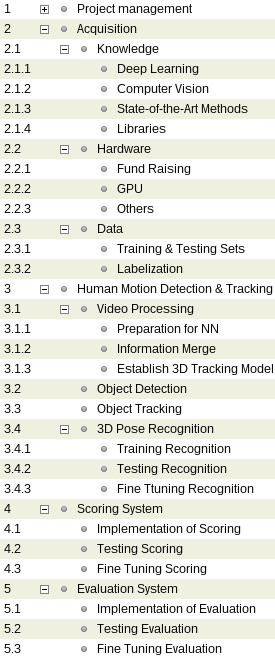 1 Project management
2 Acquisition
2.1 Knowledge
2.1.1 Deep Learning
2.1.2 Computer Vision
2.1.3 State-of-the-Art Methods
2.1.4 Libraries
2.2 Hardware
2.2.1 Fund Raising
2.2.2 GPU
2.2.3 Others
2.3 Data
2.3.1 Training & Testing Sets
2.3.2 Labelization
3 Human Motion Detection & Tracking
3.1 Video Processing
3.1.1 Preparation for NN
3.1.2 Information Merge
3.1.3 Establish 3D Tracking Model
3.2 Object Detection
3.3 Object Tracking
3.4 3D Pose Recognition
3.4.1 Training Recognition
3.4.2 Testing Recognition
3.4.3 Fine Ttuning Recognition
4 Scoring System
4.1 Implementation of Scoring
4.2 Testing Scoring
4.3 Fine Tuning Scoring
5 Evaluation System
5.1 Implementation of Evaluation
5.2 Testing Evaluation
5.3 Fine Tuning Evaluation